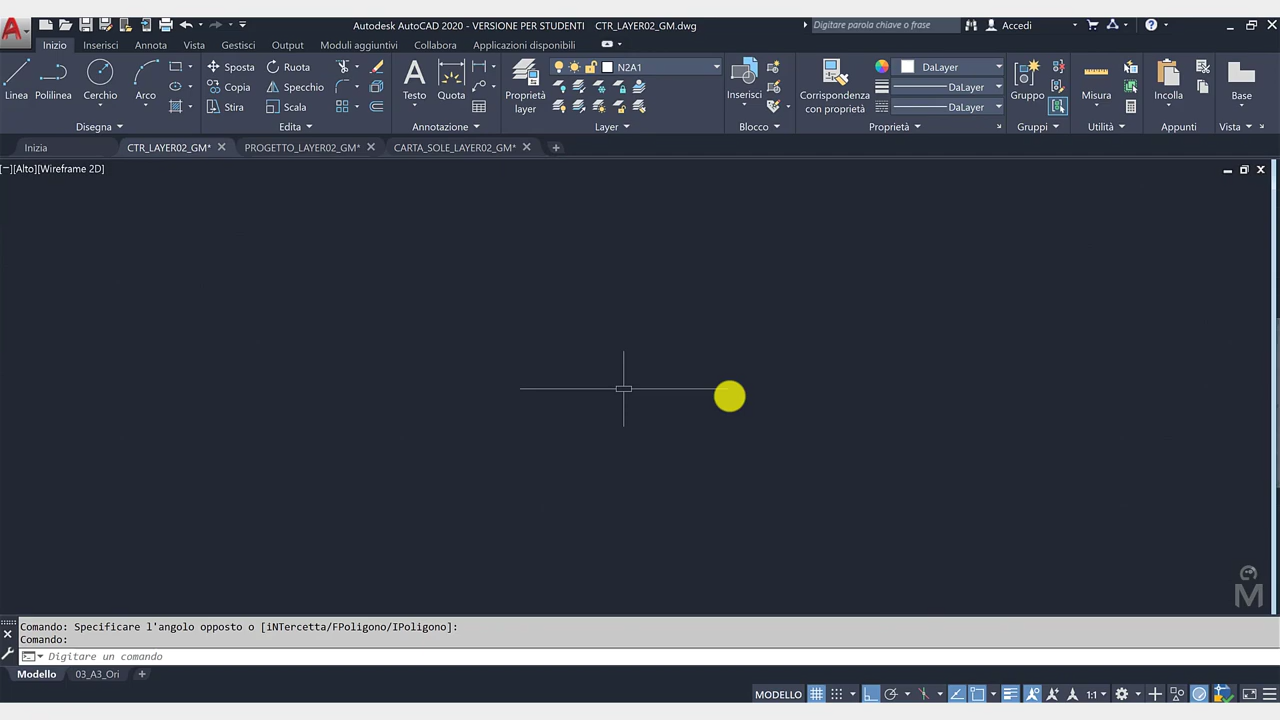 Autodesk AutoCAD 2020 - VERSIONE PER STUDENTI CTR_LAYER02_GM.dwg
Digitare parola chiave o frase
Accedi
Inizio Inserisci Annota Vista Gestisci Output Moduli aggiuntivi Collabora Applicazioni disponibili
Linea Polilinea Cerchio Arco
Sposta Ruota
Copia Specchio
Stira Scala
Testo Quota
Proprietà layer
N2A1
Inserisci
Corrispondenza con proprietà
DaLayer
DaLayer
DaLayer
Gruppo
Misura
Incolla
Base
Disegna Edita Annotazione Layer Blocco Proprietà Gruppi Utilità Appunti Vista
Inizia CTR_LAYER02_GM* PROGETTO_LAYER02_GM* CARTA_SOLE_LAYER02_GM*
[−][Alto][Wireframe 2D]
M
Comando: Specificare l'angolo opposto o [iNTercetta/FPoligono/IPoligono]:
Comando:
Digitare un comando
Modello 03_A3_Ori
MODELLO 1:1